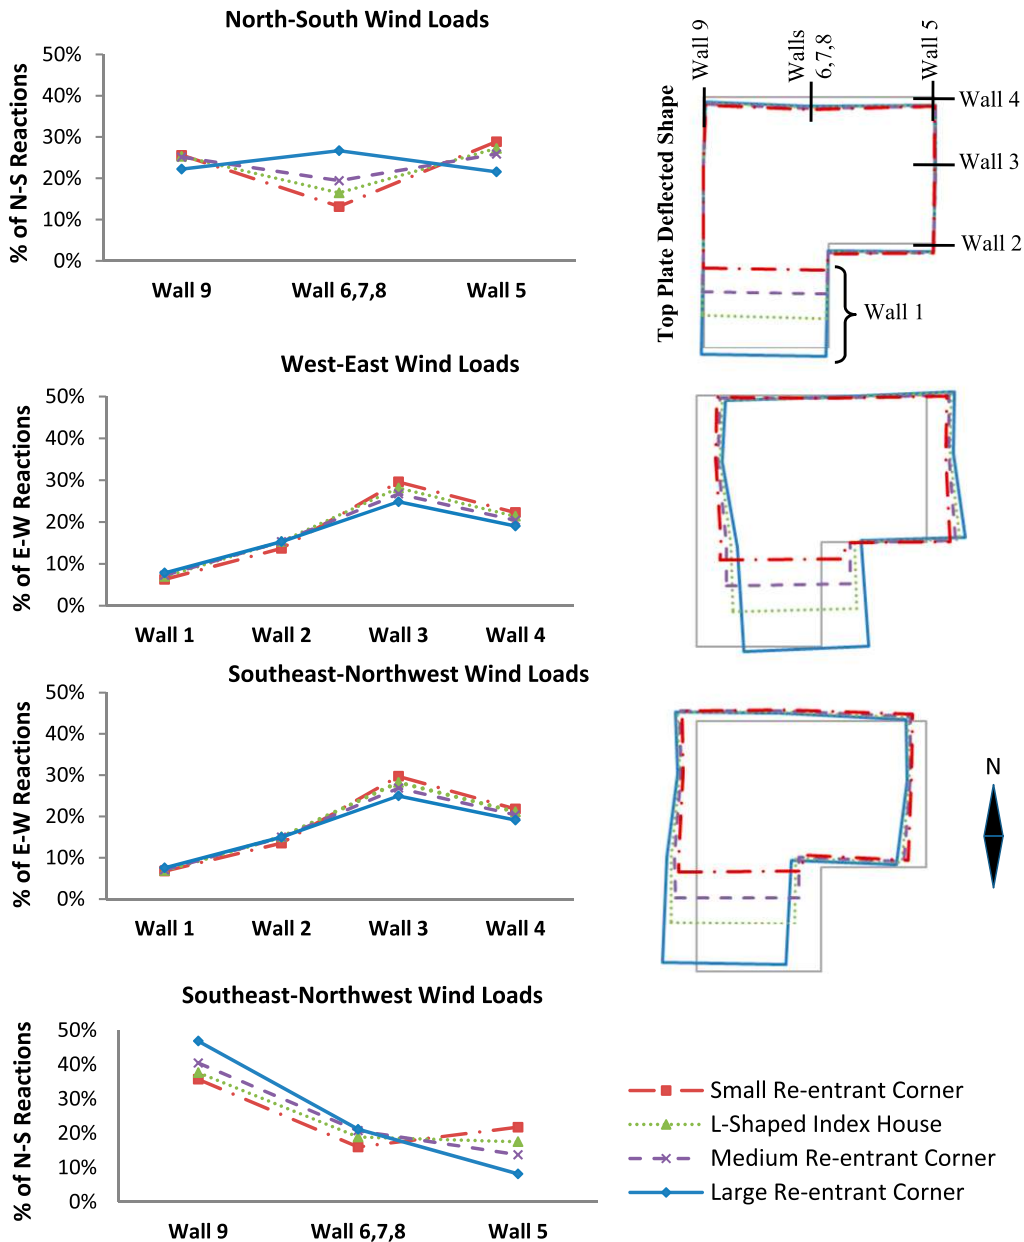 North-South Wind Loads
% of N-S Reactions
50%
40%
30%
20%
10%
0%
Wall 9
Wall 6,7,8
Wall 5
Top Plate Deflected Shape
Wall 9
Walls
6,7,8
Wall 5
Wall 4
Wall 3
Wall 2
Wall 1
West-East Wind Loads
% of E-W Reactions
50%
40%
30%
20%
10%
0%
Wall 1
Wall 2
Wall 3
Wall 4
Southeast-Northwest Wind Loads
% of E-W Reactions
50%
40%
30%
20%
10%
0%
Wall 1
Wall 2
Wall 3
Wall 4
N
Southeast-Northwest Wind Loads
% of N-S Reactions
50%
40%
30%
20%
10%
0%
Wall 9
Wall 6,7,8
Wall 5
Small Re-entrant Corner
L-Shaped Index House
Medium Re-entrant Corner
Large Re-entrant Corner